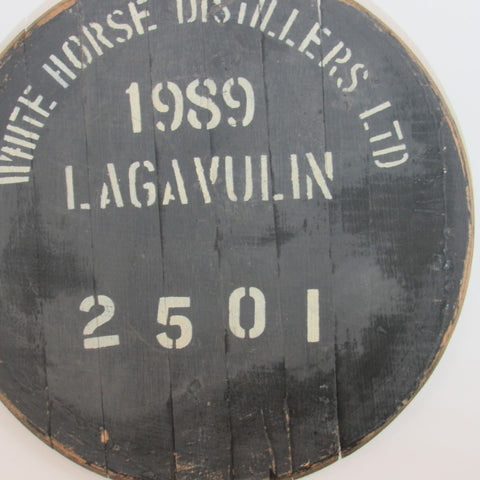 WHITE HORSE DISTILLERS LTD
1989
LAGAVULIN
2501